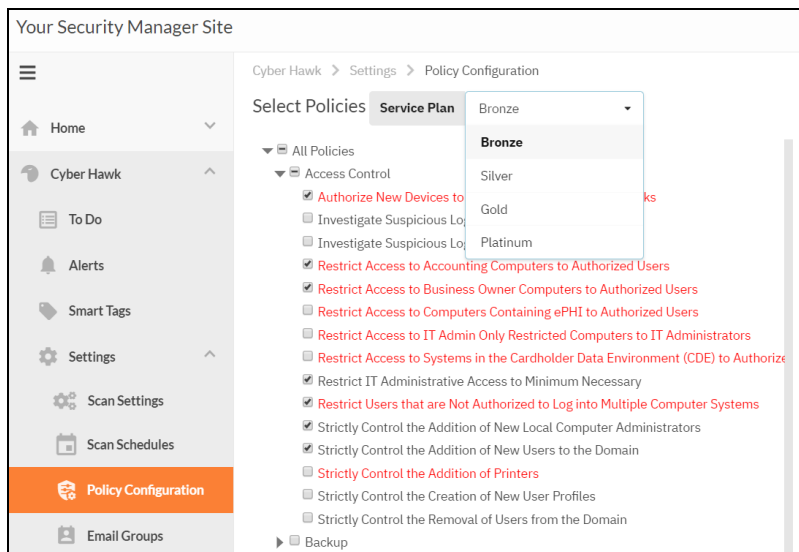 Your Security Manager Site
Cyber Hawk > Settings > Policy Configuration
Select Policies Service Plan Bronze
Bronze
Silver
Gold
Platinum
Home
Cyber Hawk
To Do
Alerts
Smart Tags
Settings
Scan Settings
Scan Schedules
Policy Configuration
Email Groups
All Policies
Access Control
Authorize New Devices to ks
Investigate Suspicious Lo
Investigate Suspicious Lo
Restrict Access to Accounting Computers to Authorized Users
Restrict Access to Business Owner Computers to Authorized Users
Restrict Access to Computers Containing ePHI to Authorized Users
Restrict Access to IT Admin Only Restricted Computers to IT Administrators
Restrict Access to Systems in the Cardholder Data Environment (CDE) to Authorize
Restrict IT Administrative Access to Minimum Necessary
Restrict Users that are Not Authorized to Log into Multiple Computer Systems
Strictly Control the Addition of New Local Computer Administrators
Strictly Control the Addition of New Users to the Domain
Strictly Control the Addition of Printers
Strictly Control the Creation of New User Profiles
Strictly Control the Removal of Users from the Domain
Backup